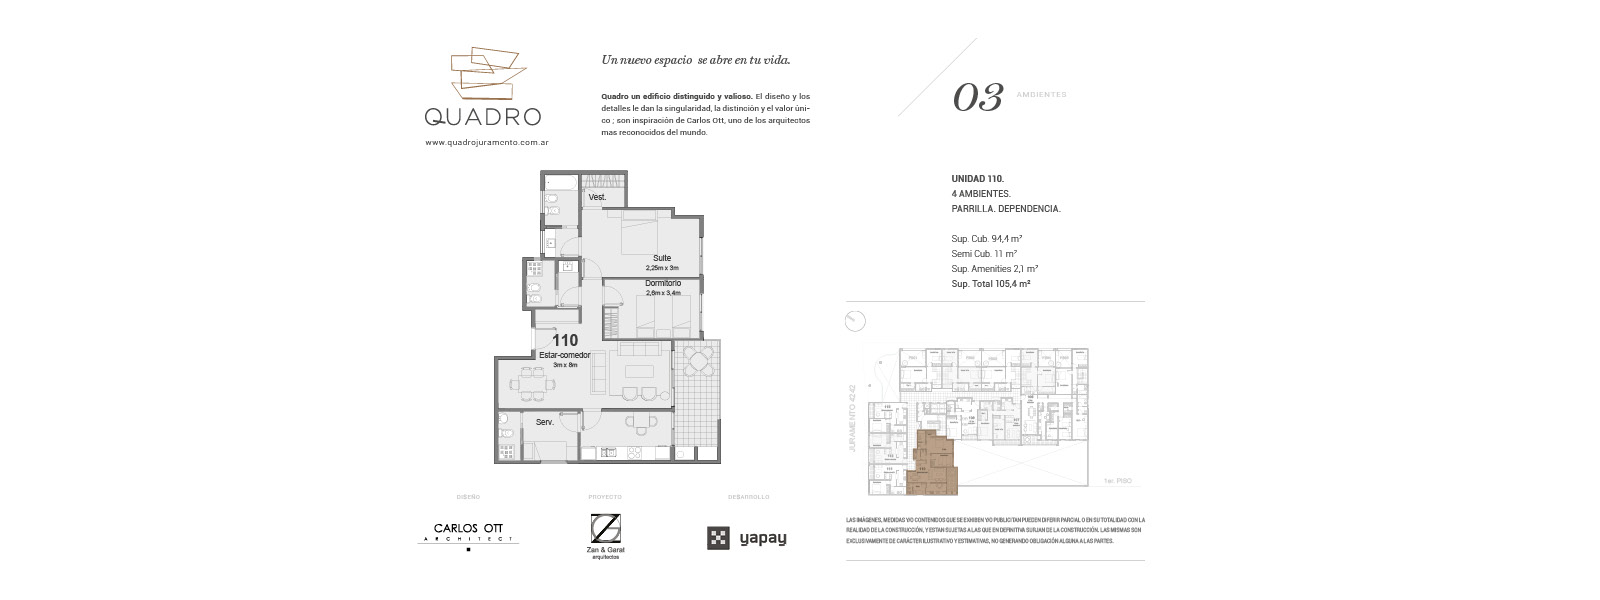 QUADRO
www.quadrojuramento.com.ar
Un nuevo espacio se abre en tu vida.
Quadro un edificio distinguido y valioso. El diseño y los
detalles le dan la singularidad, la distinción y el valor úni-
co ; son inspiración de Carlos Ott, uno de los arquitectos
mas reconocidos del mundo.
03 AMBIENTES
UNIDAD 110.
4 AMBIENTES.
PARRILLA. DEPENDENCIA.
Sup. Cub. 94,4 m²
Semi Cub. 11 m²
Sup. Amenities 2,1 m²
Sup. Total 105,4 m²
Vest.
Suite
2,25m x 3m
Dormitorio
2,6m x 3,4m
110
Estar-comedor
3m x 8m
Serv.
JURAMENTO 4242
1er. PISO
DISEÑO
CARLOS OTT
ARCHITECT
PROYECTO
Zan & Garat
arquitectos
DESARROLLO
yapay
LAS IMÁGENES, MEDIDAS Y/O CONTENIDOS QUE SE EXHIBEN Y/O PUBLICITAN PUEDEN DIFERIR PARCIAL O EN SU TOTALIDAD CON LA
REALIDAD DE LA CONSTRUCCIÓN, Y ESTAN SUJETAS A LAS QUE EN DEFINITIVA SURJAN DE LA CONSTRUCCIÓN. LAS MISMAS SON
EXCLUSIVAMENTE DE CARÁCTER ILUSTRATIVO Y ESTIMATIVAS, NO GENERANDO OBLIGACIÓN ALGUNA A LAS PARTES.